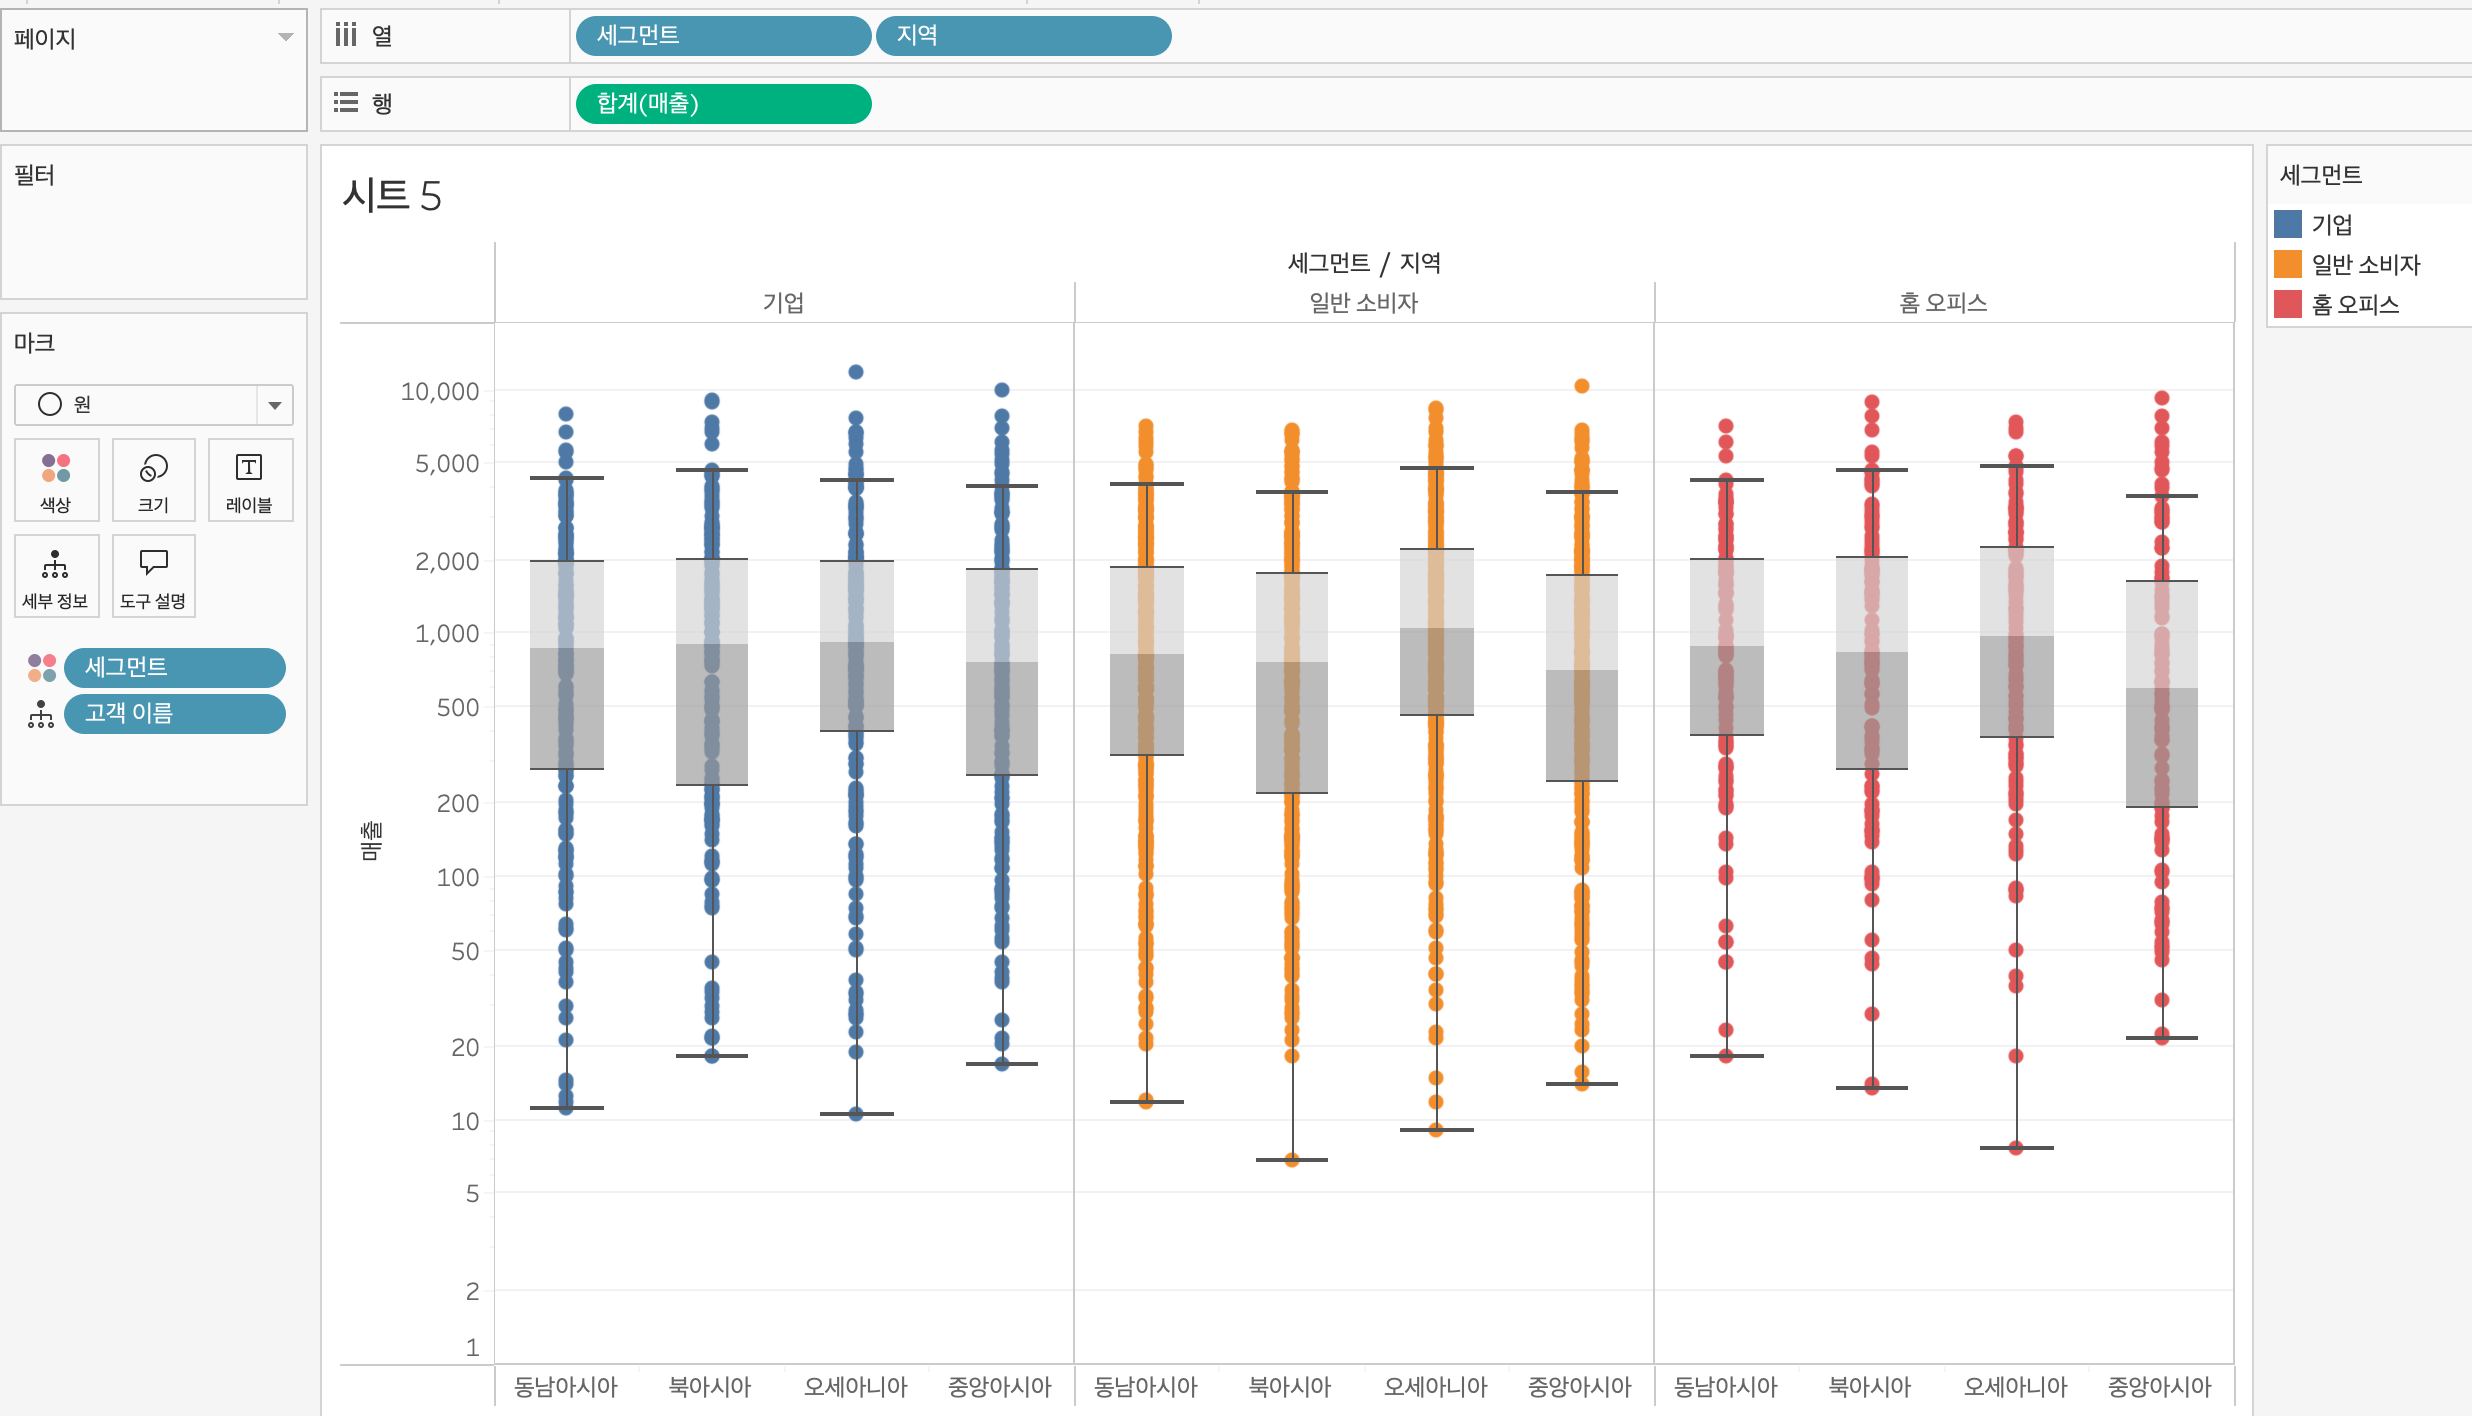 페이지
열
세그먼트
지역
행
합계(매출)
필터
시트 5
세그먼트
기업
일반 소비자
홈 오피스
마크
원
색상
크기
레이블
세부 정보
도구 설명
세그먼트
고객 이름
세그먼트 / 지역
기업
일반 소비자
홈 오피스
매출
10,000
5,000
2,000
1,000
500
200
100
50
20
10
5
2
1
동남아시아
북아시아
오세아니아
중앙아시아
동남아시아
북아시아
오세아니아
중앙아시아
동남아시아
북아시아
오세아니아
중앙아시아